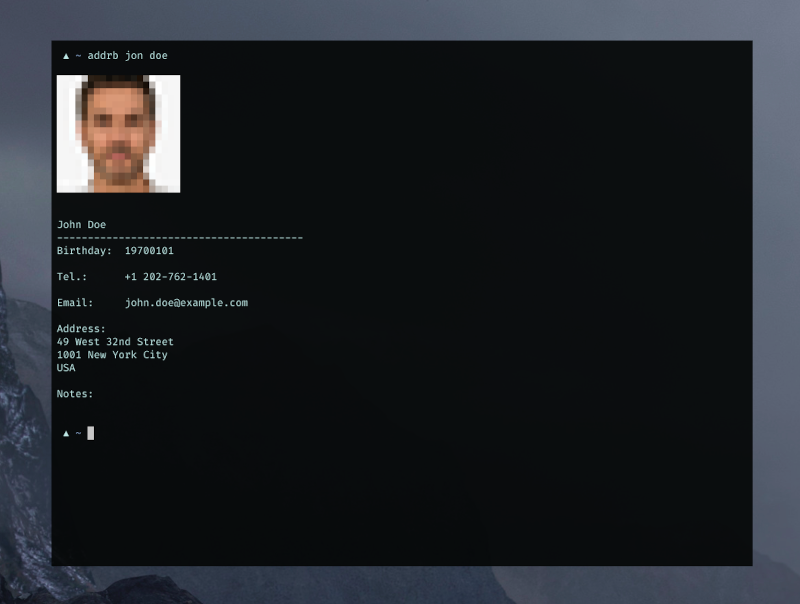 ▲ ~ addrb jon doe
John Doe
----------------------------------------
Birthday:  19700101
Tel.:      +1 202-762-1401
Email:     john.doe@example.com
Address:
49 West 32nd Street
1001 New York City
USA
Notes:
▲ ~